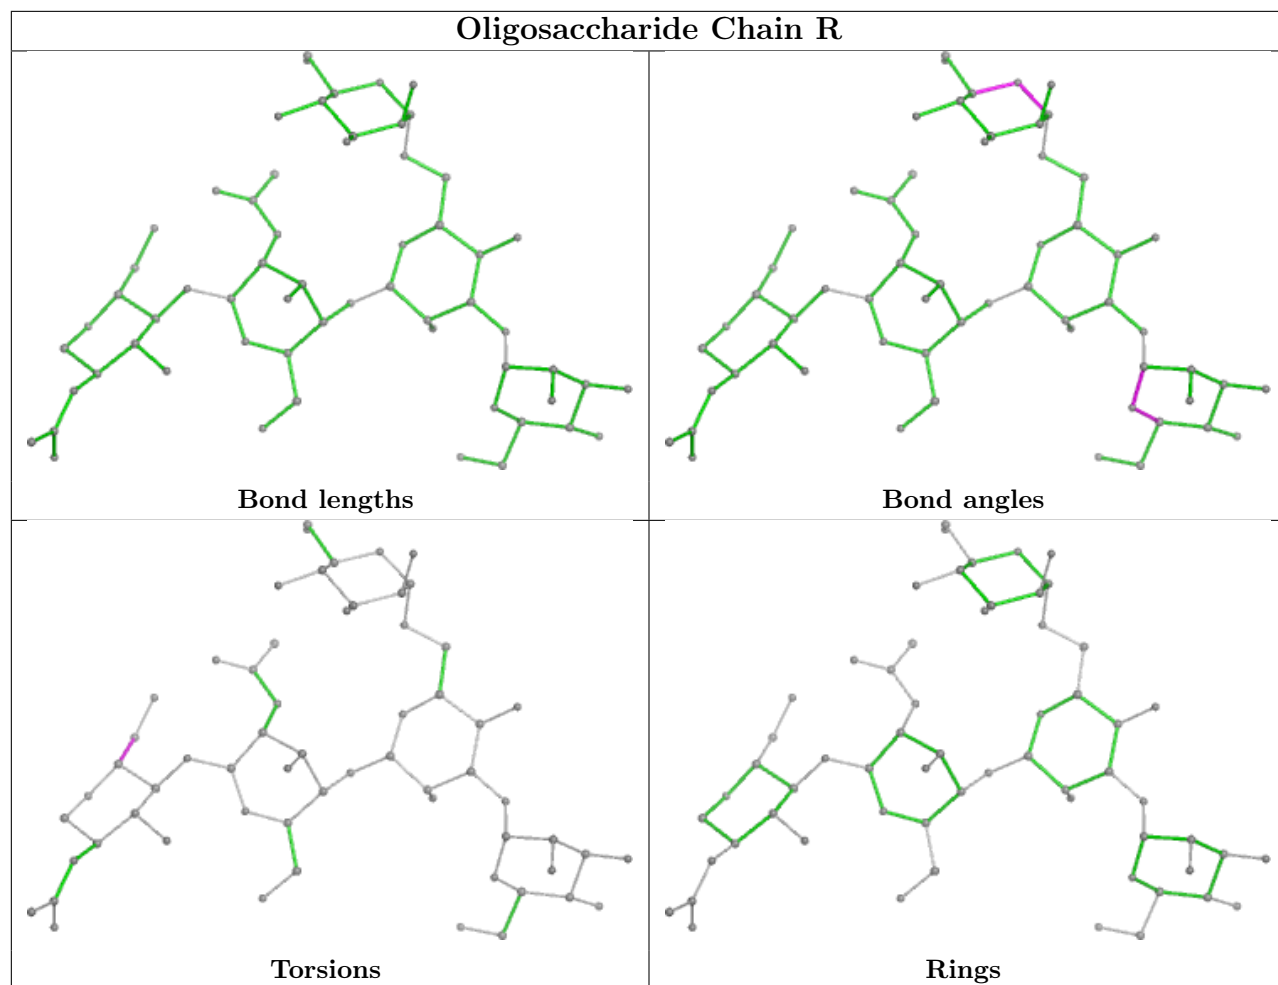 Oligosaccharide Chain R
Bond lengths
Bond angles
Torsions
Rings